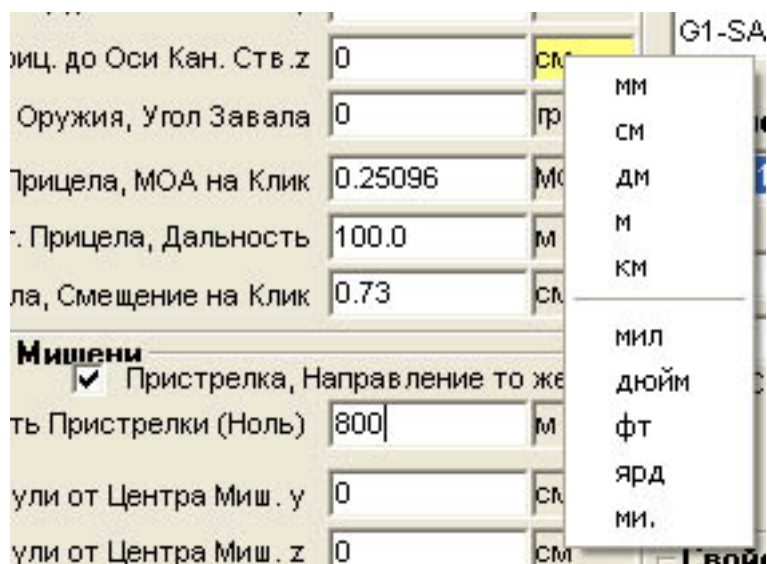 G1-SA
риц. до Оси Кан. Ств.z 0 см
Оружия, Угол Завала 0
Прицела, МОА на Клик 0.25096
. Прицела, Дальность 100.0 м
ла, Смещение на Клик 0.73
мм
см
дм
м
км
мил
дюйм
фт
ярд
ми.
Мишени
Пристрелка, Направление то же
ть Пристрелки (Ноль) 800 м
ули от Центра Миш. y 0
ули от Центра Миш. z 0 см